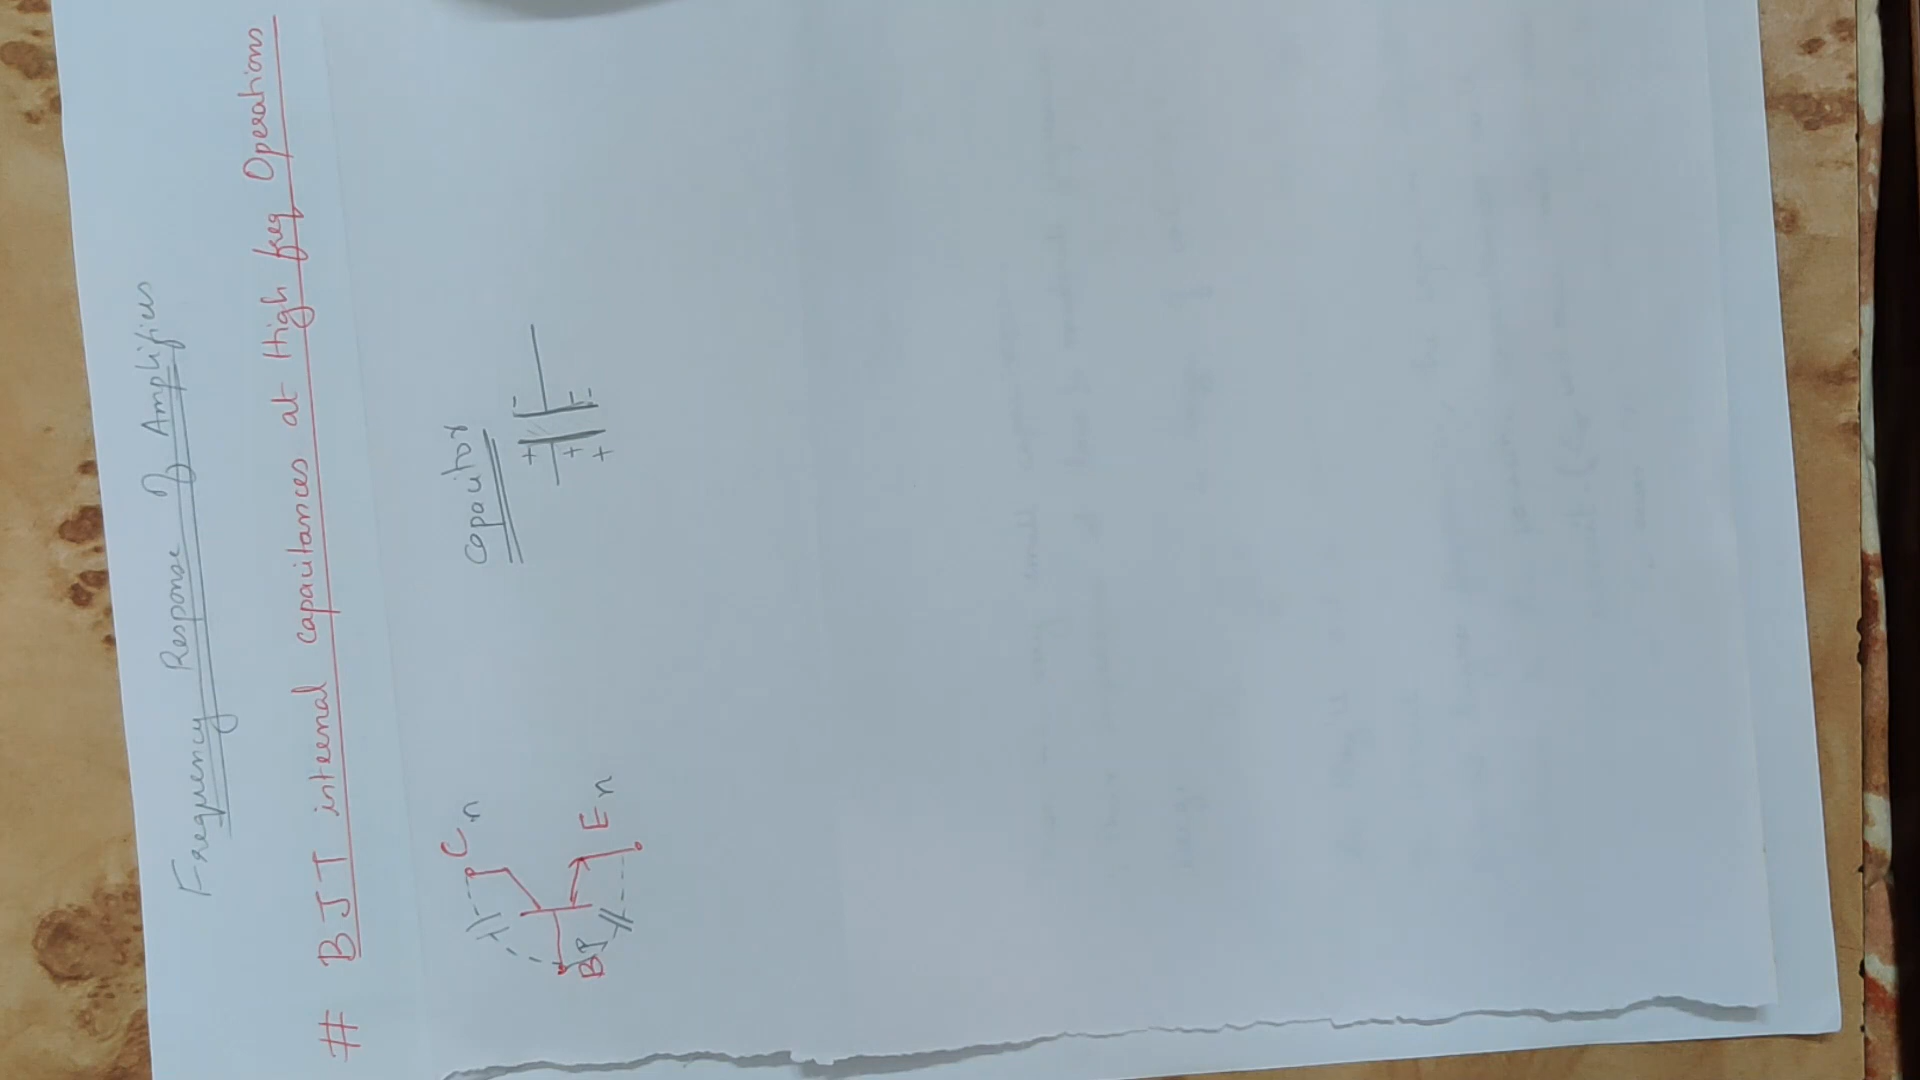 Frequency Response of Amplifiers
# BJT internal capacitances at High freq Operations
Capacitor
+ -
+ -
+ -
C n
B P
E n